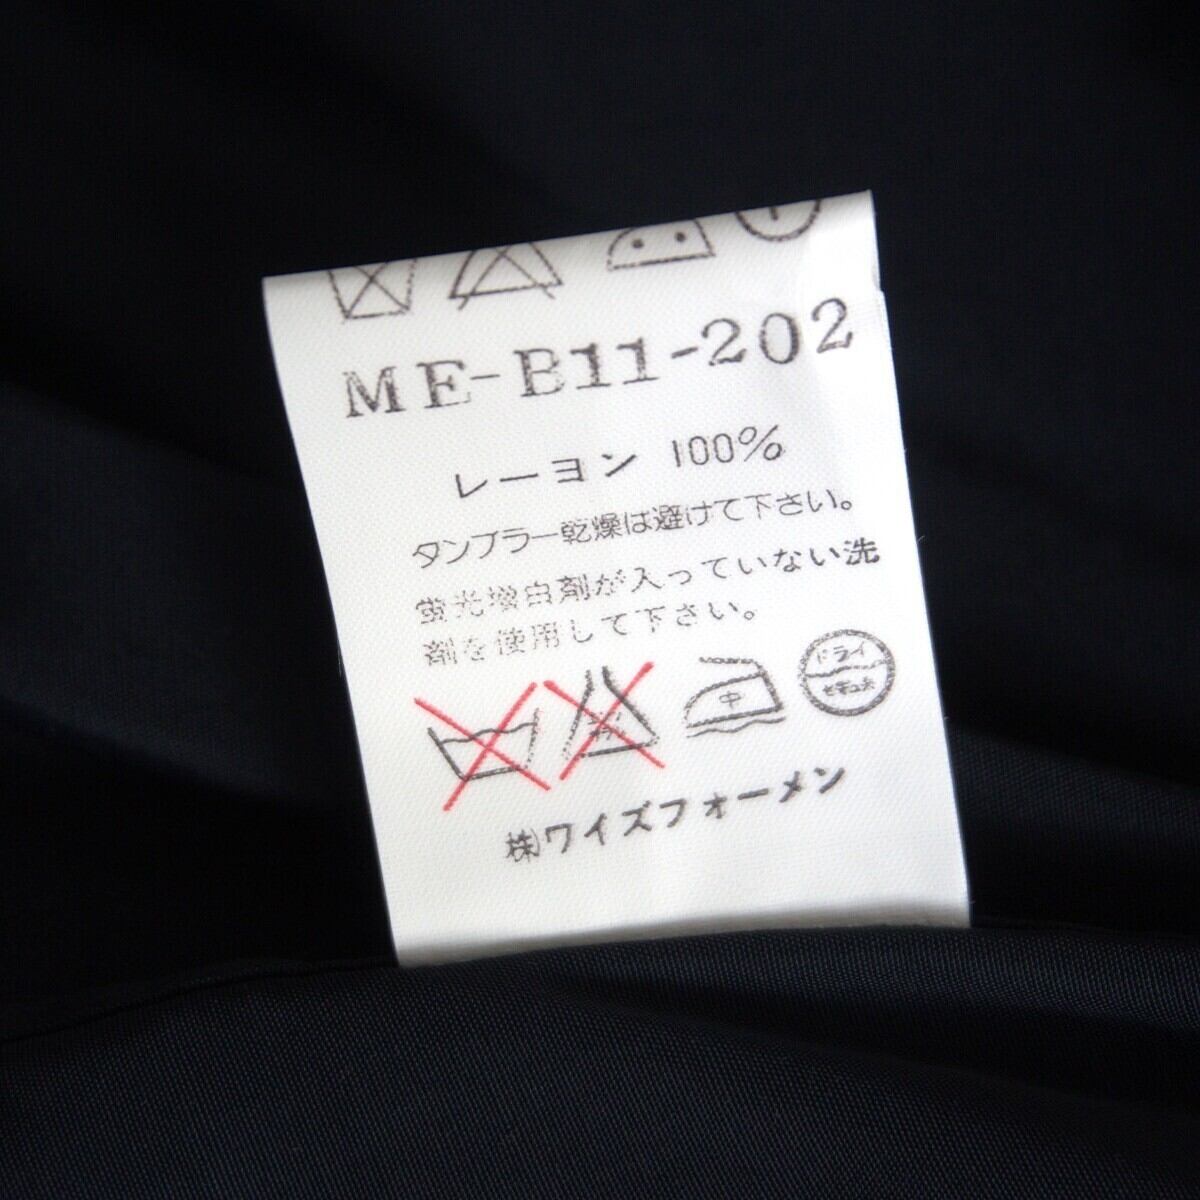 ME-B11-202
レーヨン 100%
タンブラー乾燥は避けて下さい。
蛍光増白剤が入っていない洗
剤を使用して下さい。
中
ドライ
セキユ系
㈱ワイズフォーメン